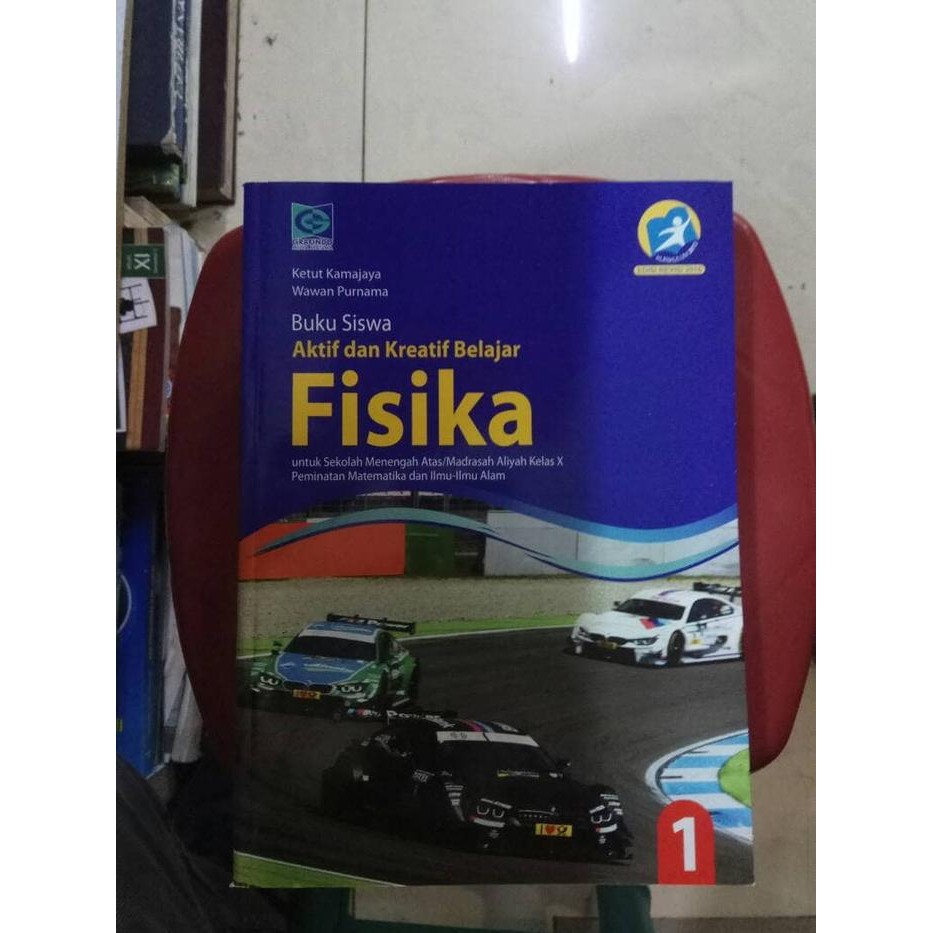 GRAFINDO
Ketut Kamajaya
Wawan Purnama
Buku Siswa
Aktif dan Kreatif Belajar
Fisika
untuk Sekolah Menengah Atas/Madrasah Aliyah Kelas X
Peminatan Matematika dan Ilmu-Ilmu Alam
1
XI